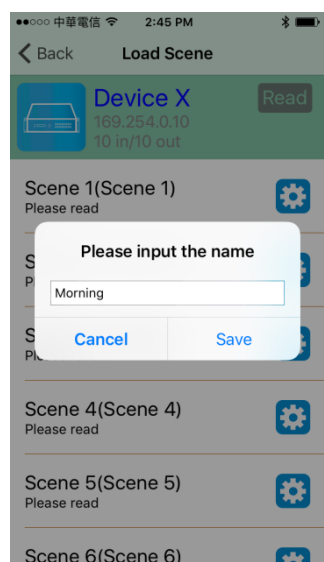 中華電信 2:45 PM
Back Load Scene
Device X Read
169.254.0.10
10 in/10 out
Scene 1(Scene 1)
Please read
Please input the name
Morning
Cancel Save
Scene 4(Scene 4)
Please read
Scene 5(Scene 5)
Please read
Scene 6(Scene 6)